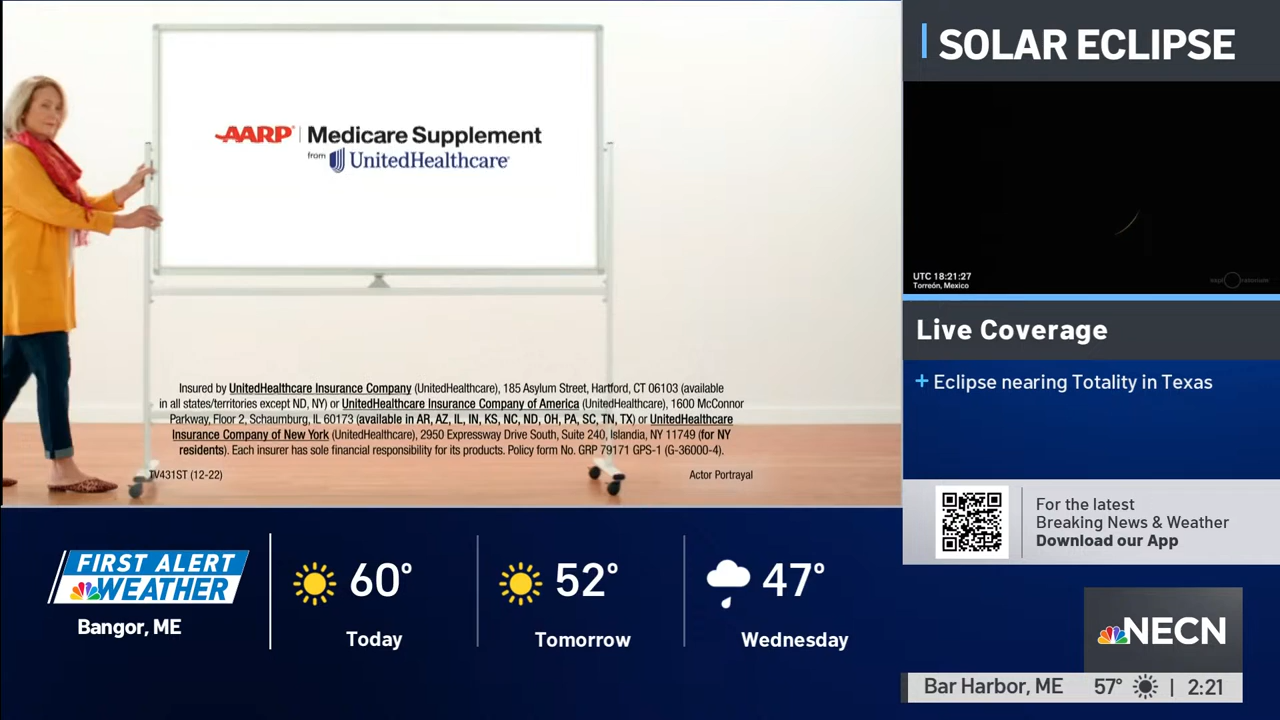 AARP | Medicare Supplement
from UnitedHealthcare
Insured by UnitedHealthcare Insurance Company (UnitedHealthcare), 185 Asylum Street, Hartford, CT 06103 (available
in all states/territories except ND, NY) or UnitedHealthcare Insurance Company of America (UnitedHealthcare), 1600 McConnor
Parkway, Floor 2, Schaumburg, IL 60173 (available in AR, AZ, IL, IN, KS, NC, ND, OH, PA, SC, TN, TX) or UnitedHealthcare
Insurance Company of New York (UnitedHealthcare), 2950 Expressway Drive South, Suite 240, Islandia, NY 11749 (for NY
residents). Each insurer has sole financial responsibility for its products. Policy form No. GRP 79171 GPS-1 (G-36000-4).
TV431ST (12-22)
Actor Portrayal
SOLAR ECLIPSE
UTC 18:21:27
Torreón, Mexico
Live Coverage
+ Eclipse nearing Totality in Texas
For the latest
Breaking News & Weather
Download our App
FIRST ALERT
WEATHER
Bangor, ME
60°
Today
52°
Tomorrow
47°
Wednesday
NECN
Bar Harbor, ME 57° | 2:21